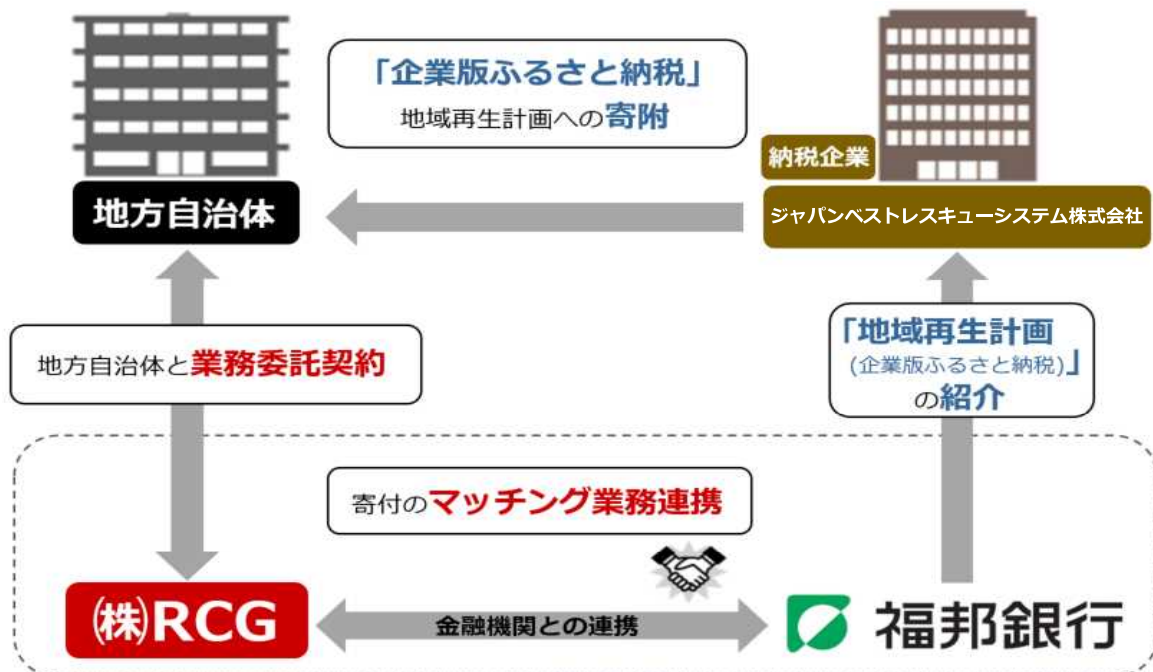 「企業版ふるさと納税」
地域再生計画への寄附
納税企業
地方自治体
ジャパンベストレスキューシステム株式会社
地方自治体と業務委託契約
「地域再生計画
(企業版ふるさと納税)」
の紹介
寄付のマッチング業務連携
㈱RCG
金融機関との連携
福邦銀行